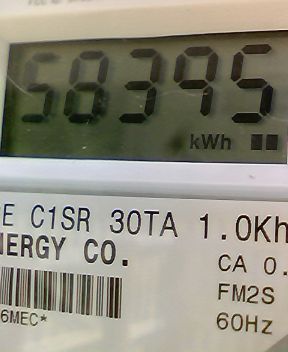 58395
kWh
E C1SR 30TA 1.0Kh
NERGY CO.
CA 0.
FM2S
6MEC*
60Hz